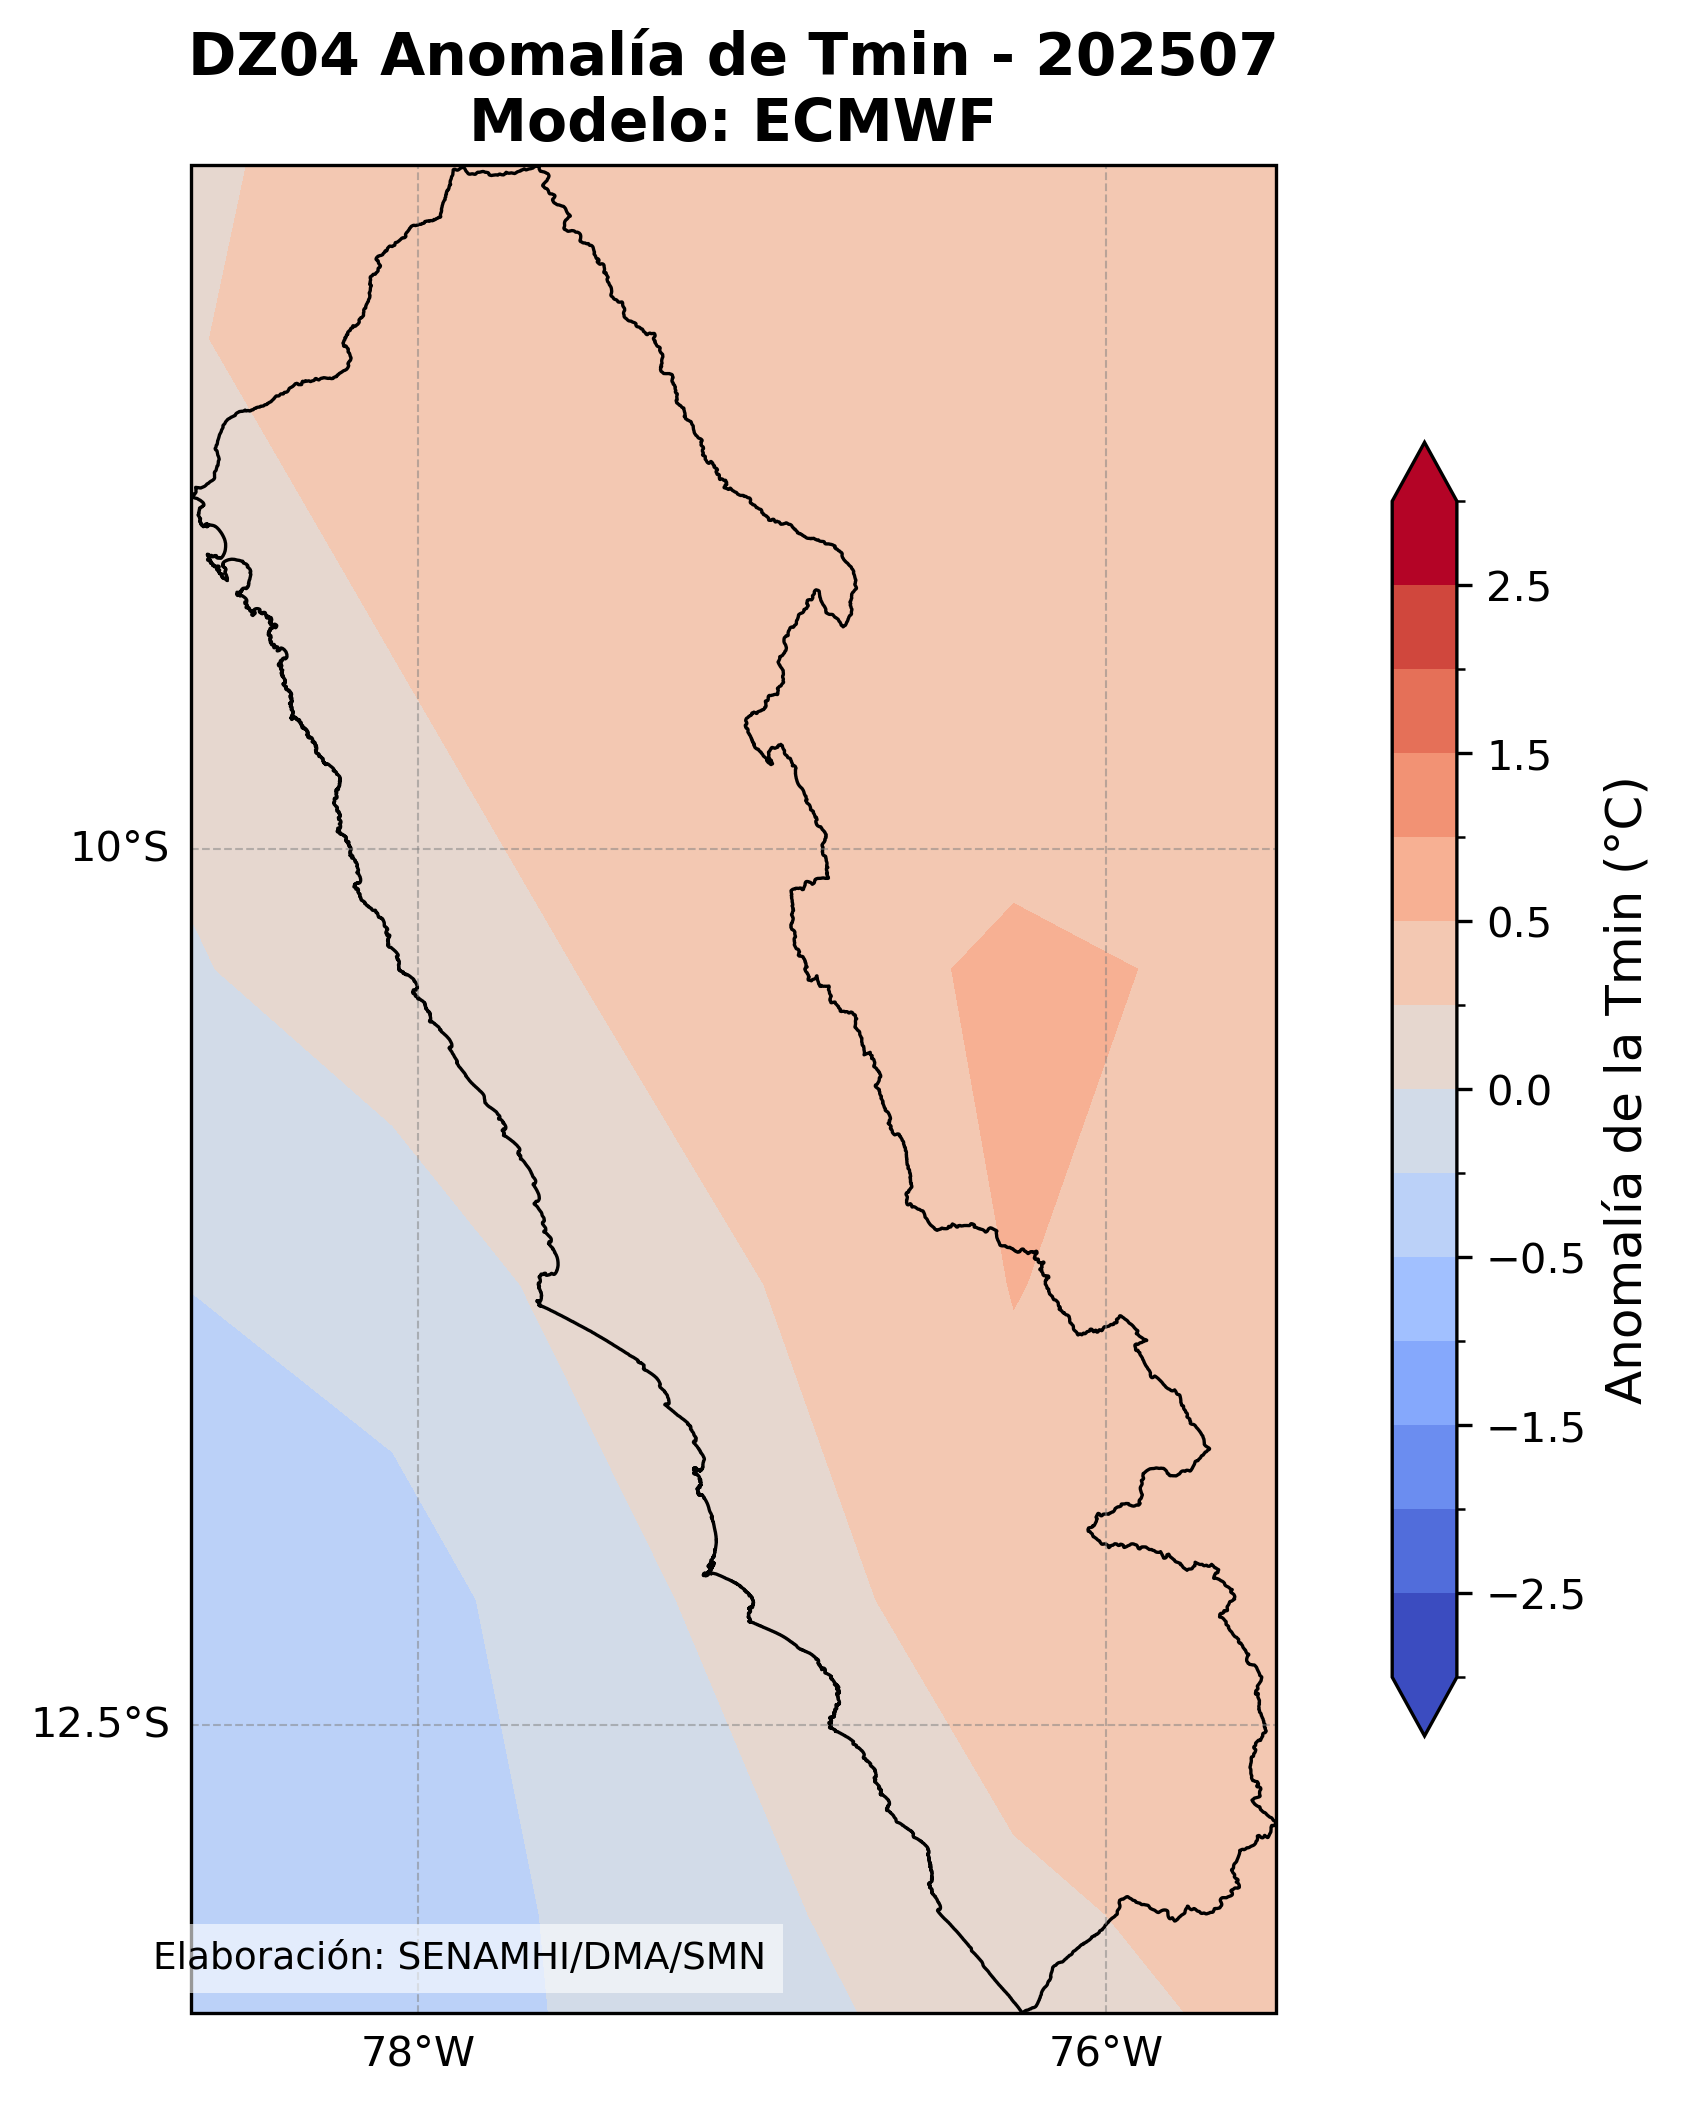 DZ04 Anomalía de Tmin - 202507
Modelo: ECMWF
10°S
12.5°S
78°W
76°W
Elaboración: SENAMHI/DMA/SMN
2.5
1.5
0.5
0.0
−0.5
−1.5
−2.5
Anomalía de la Tmin (°C)